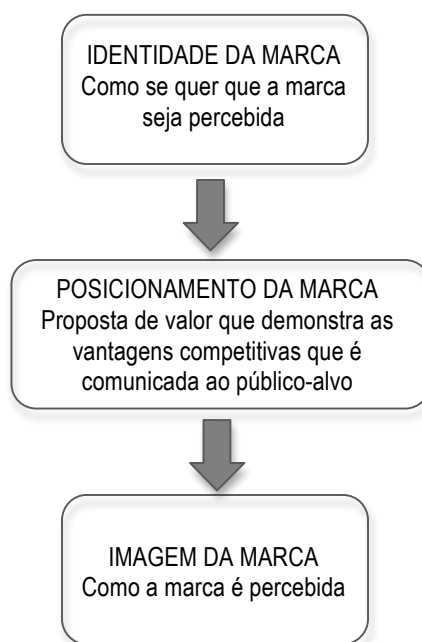 IDENTIDADE DA MARCA
Como se quer que a marca
seja percebida
POSICIONAMENTO DA MARCA
Proposta de valor que demonstra as
vantagens competitivas que é
comunicada ao público-alvo
IMAGEM DA MARCA
Como a marca é percebida